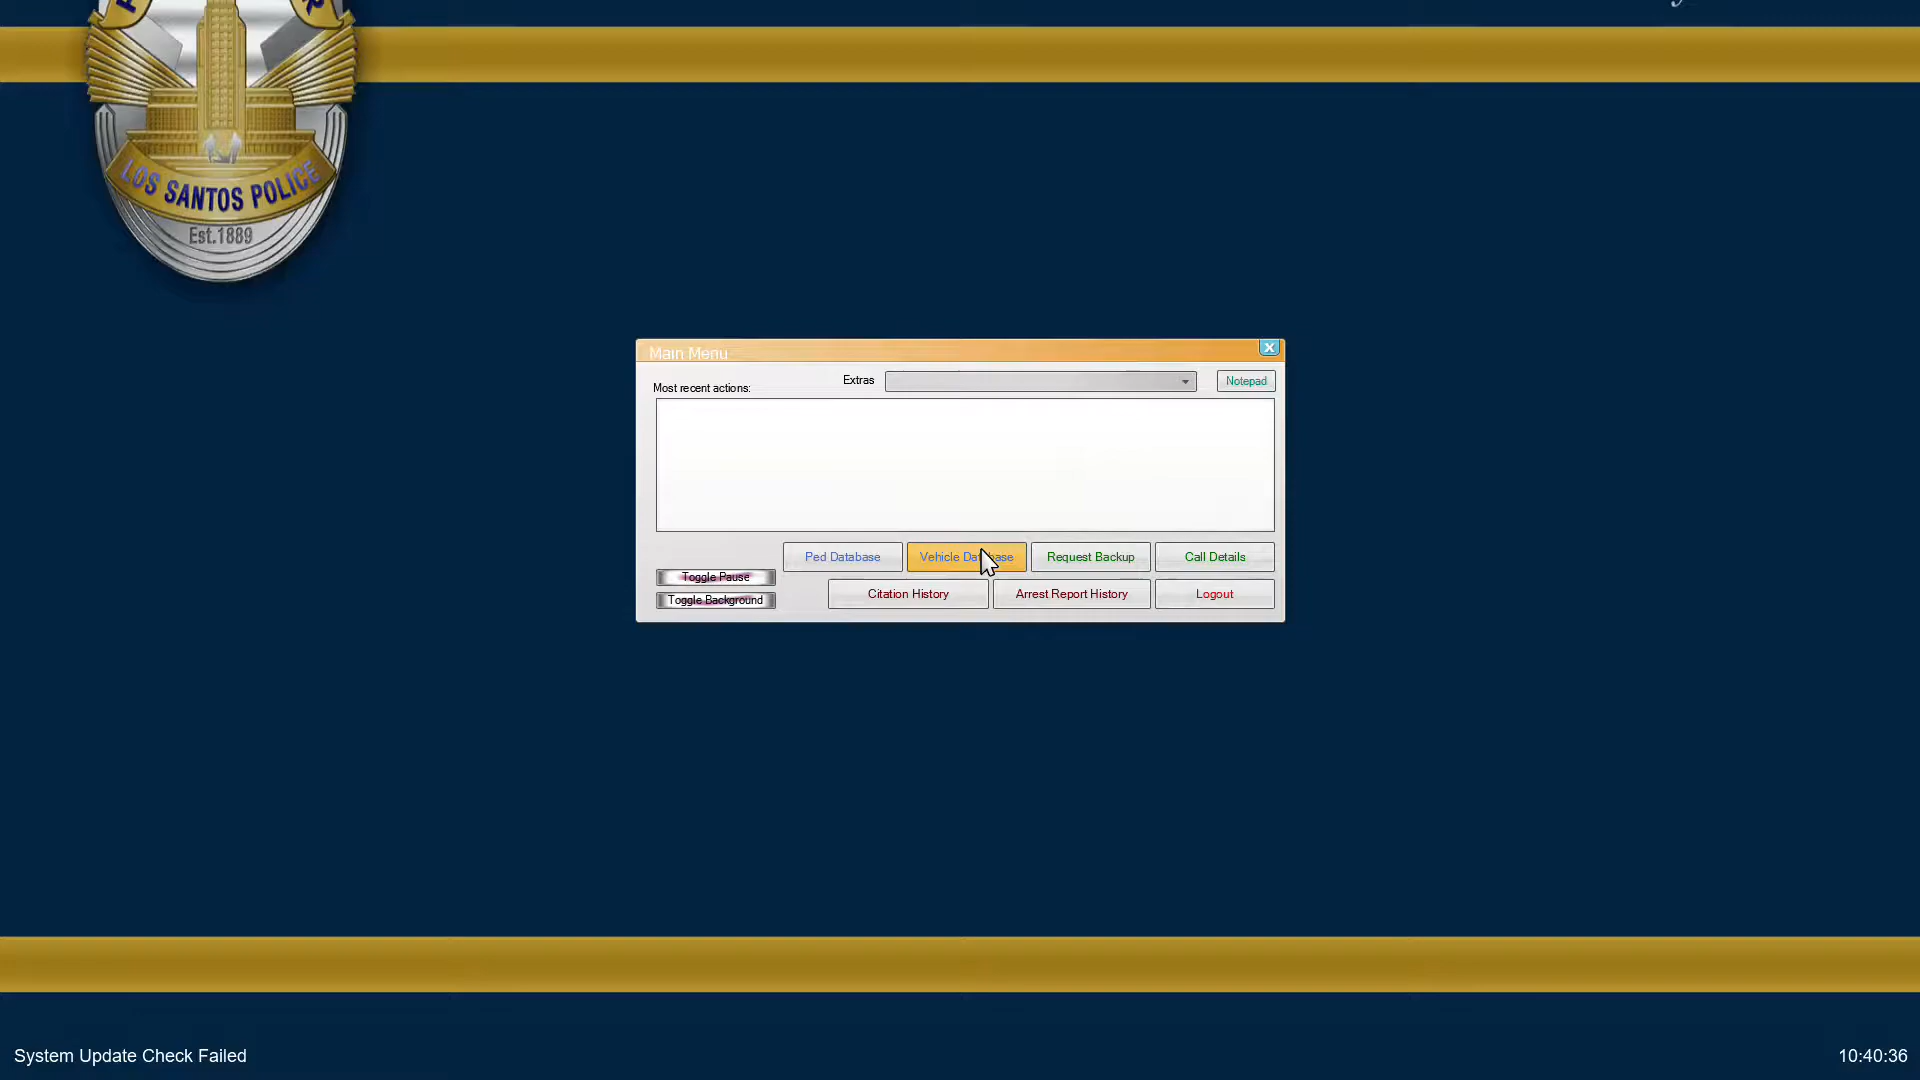 LOS SANTOS POLICE
Est.1889
Main Menu
Extras
Notepad
Most recent actions:
Ped Database
Vehicle Database
Request Backup
Call Details
Toggle Pause
Toggle Background
Citation History
Arrest Report History
Logout
System Update Check Failed
10:40:36